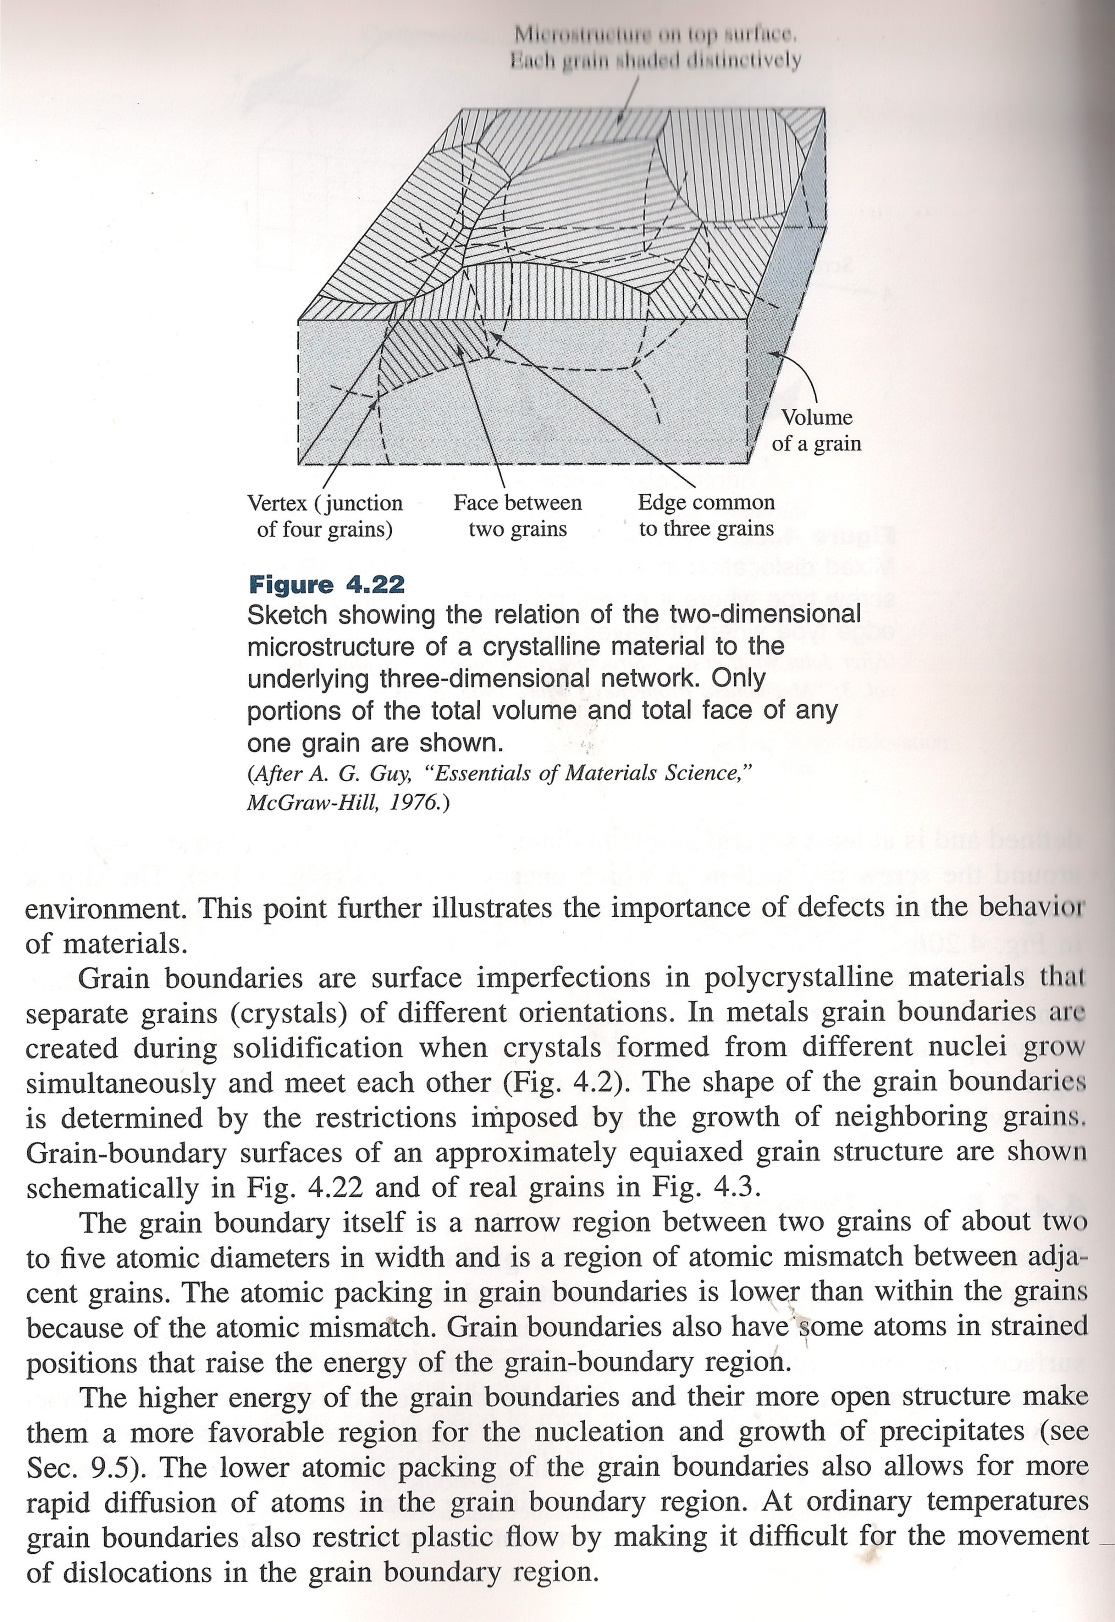 Microstructure on top surface.
Each grain shaded distinctively
Volume
of a grain
Vertex (junction
of four grains)
Face between
two grains
Edge common
to three grains
Figure 4.22
Sketch showing the relation of the two-dimensional
microstructure of a crystalline material to the
underlying three-dimensional network. Only
portions of the total volume and total face of any
one grain are shown.
(After A. G. Guy, “Essentials of Materials Science,”
McGraw-Hill, 1976.)
environment. This point further illustrates the importance of defects in the behavior
of materials.
Grain boundaries are surface imperfections in polycrystalline materials that
separate grains (crystals) of different orientations. In metals grain boundaries are
created during solidification when crystals formed from different nuclei grow
simultaneously and meet each other (Fig. 4.2). The shape of the grain boundaries
is determined by the restrictions imposed by the growth of neighboring grains.
Grain-boundary surfaces of an approximately equiaxed grain structure are shown
schematically in Fig. 4.22 and of real grains in Fig. 4.3.
The grain boundary itself is a narrow region between two grains of about two
to five atomic diameters in width and is a region of atomic mismatch between adja-
cent grains. The atomic packing in grain boundaries is lower than within the grains
because of the atomic mismatch. Grain boundaries also have some atoms in strained
positions that raise the energy of the grain-boundary region.
The higher energy of the grain boundaries and their more open structure make
them a more favorable region for the nucleation and growth of precipitates (see
Sec. 9.5). The lower atomic packing of the grain boundaries also allows for more
rapid diffusion of atoms in the grain boundary region. At ordinary temperatures
grain boundaries also restrict plastic flow by making it difficult for the movement
of dislocations in the grain boundary region.